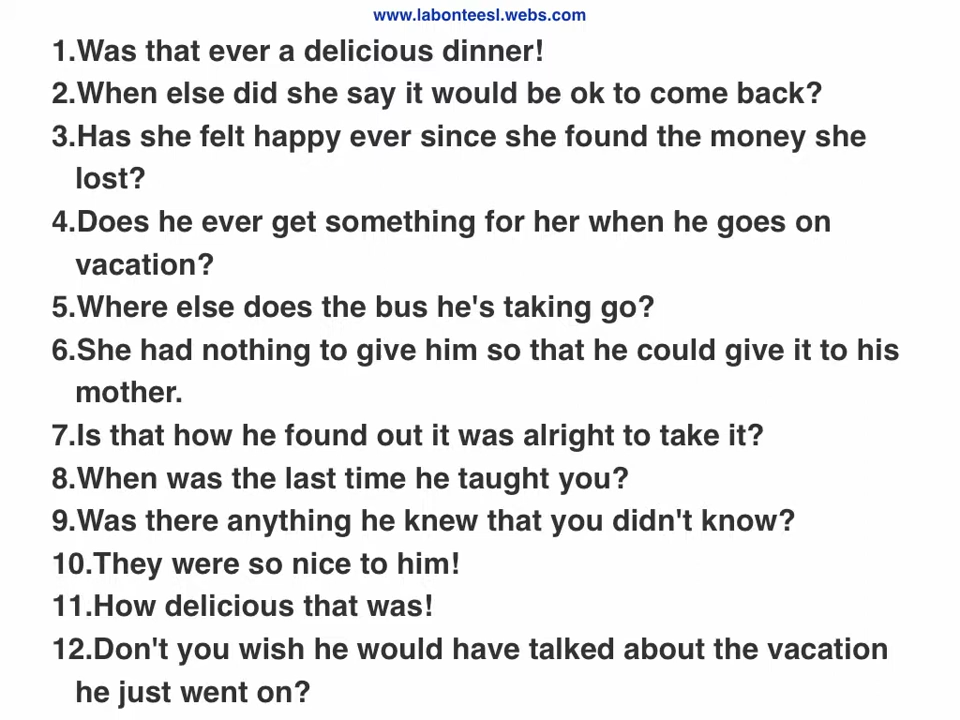 www.labonteesl.webs.com
1.Was that ever a delicious dinner!
2.When else did she say it would be ok to come back?
3.Has she felt happy ever since she found the money she
lost?
4.Does he ever get something for her when he goes on
vacation?
5.Where else does the bus he's taking go?
6.She had nothing to give him so that he could give it to his
mother.
7.Is that how he found out it was alright to take it?
8.When was the last time he taught you?
9.Was there anything he knew that you didn't know?
10.They were so nice to him!
11.How delicious that was!
12.Don't you wish he would have talked about the vacation
he just went on?